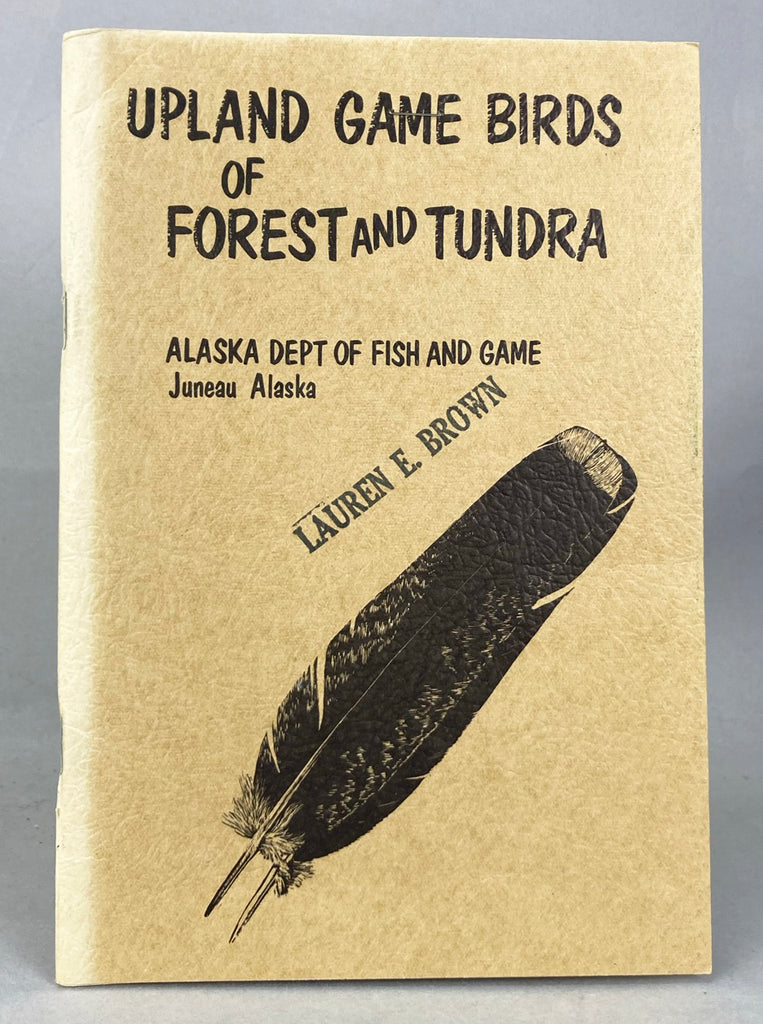 UPLAND GAME BIRDS
OF
FOREST AND TUNDRA
ALASKA DEPT OF FISH AND GAME
Juneau Alaska
LAUREN E. BROWN